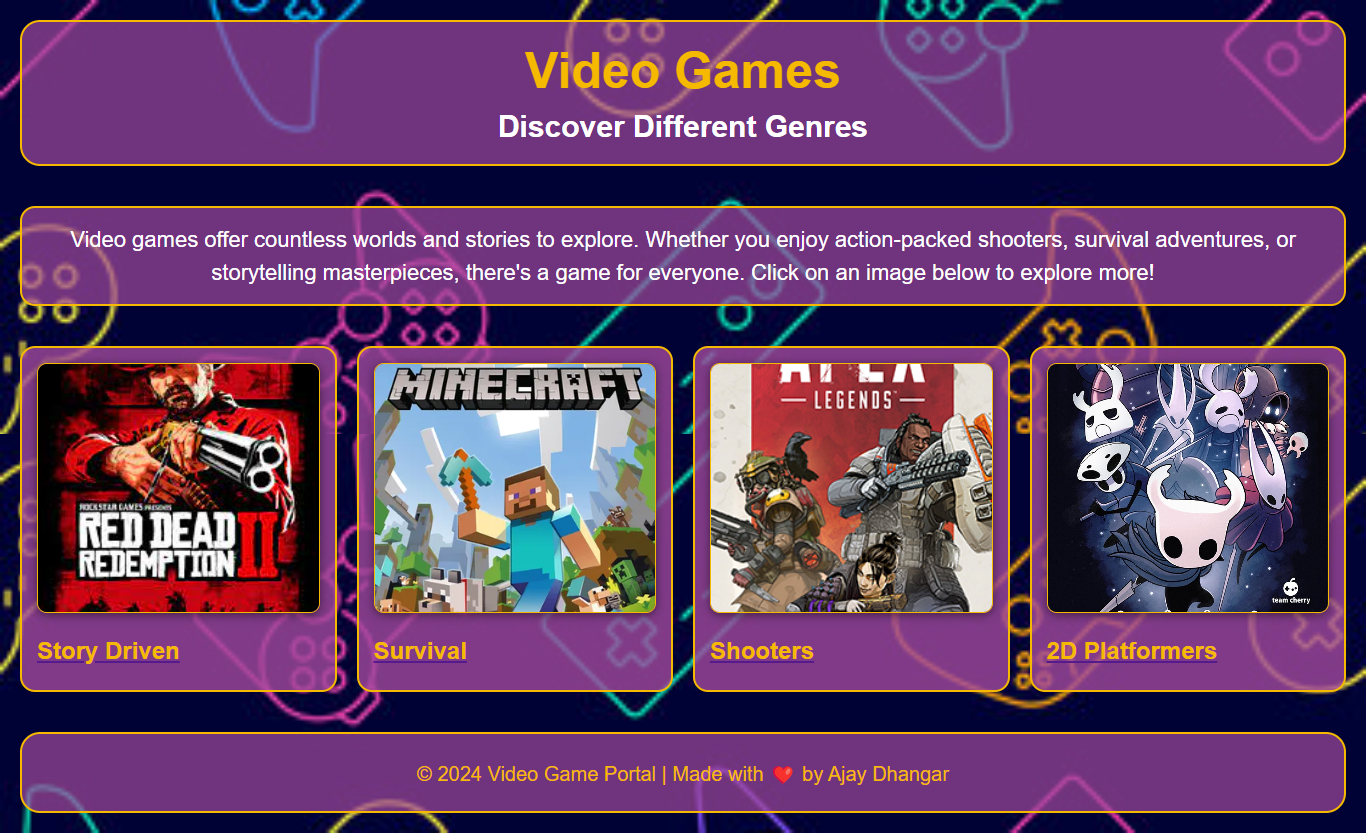 Video Games
Discover Different Genres
Video games offer countless worlds and stories to explore. Whether you enjoy action-packed shooters, survival adventures, or
storytelling masterpieces, there's a game for everyone. Click on an image below to explore more!
ROCKSTAR GAMES PRESENTS
RED DEAD
REDEMPTION II
Story Driven
MINECRAFT
Survival
APEX
LEGENDS™
Shooters
team cherry
2D Platformers
© 2024 Video Game Portal | Made with ❤️ by Ajay Dhangar